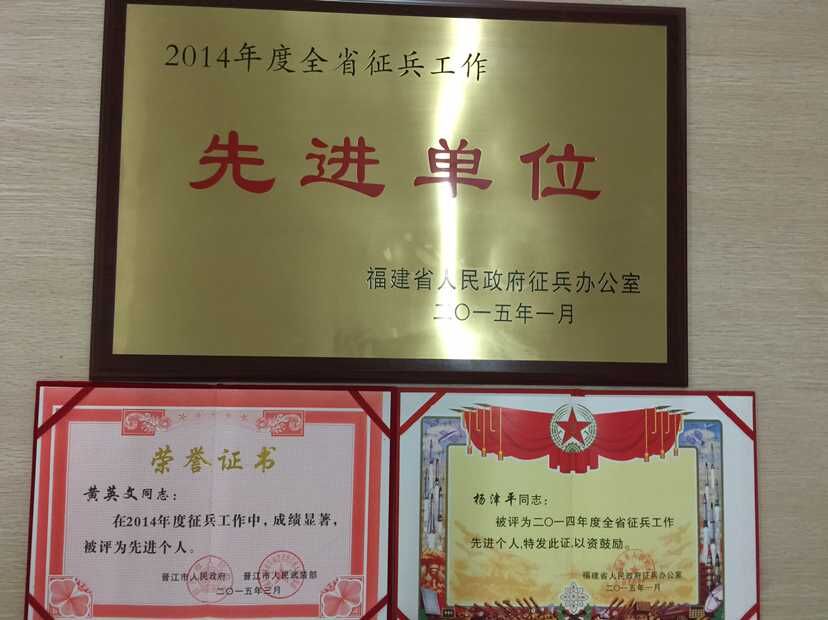 2014年度全省征兵工作
先进单位
福建省人民政府征兵办公室
二〇一五年一月
荣誉证书
黄英文同志：
在2014年度征兵工作中，成绩显著，
被评为先进个人。
晋江市人民政府 晋江市人民武装部
二〇一五年三月
杨津平同志：
被评为二〇一四年度全省征兵工作
先进个人，特发此证，以资鼓励。
福建省人民政府征兵办公室
二〇一五年一月